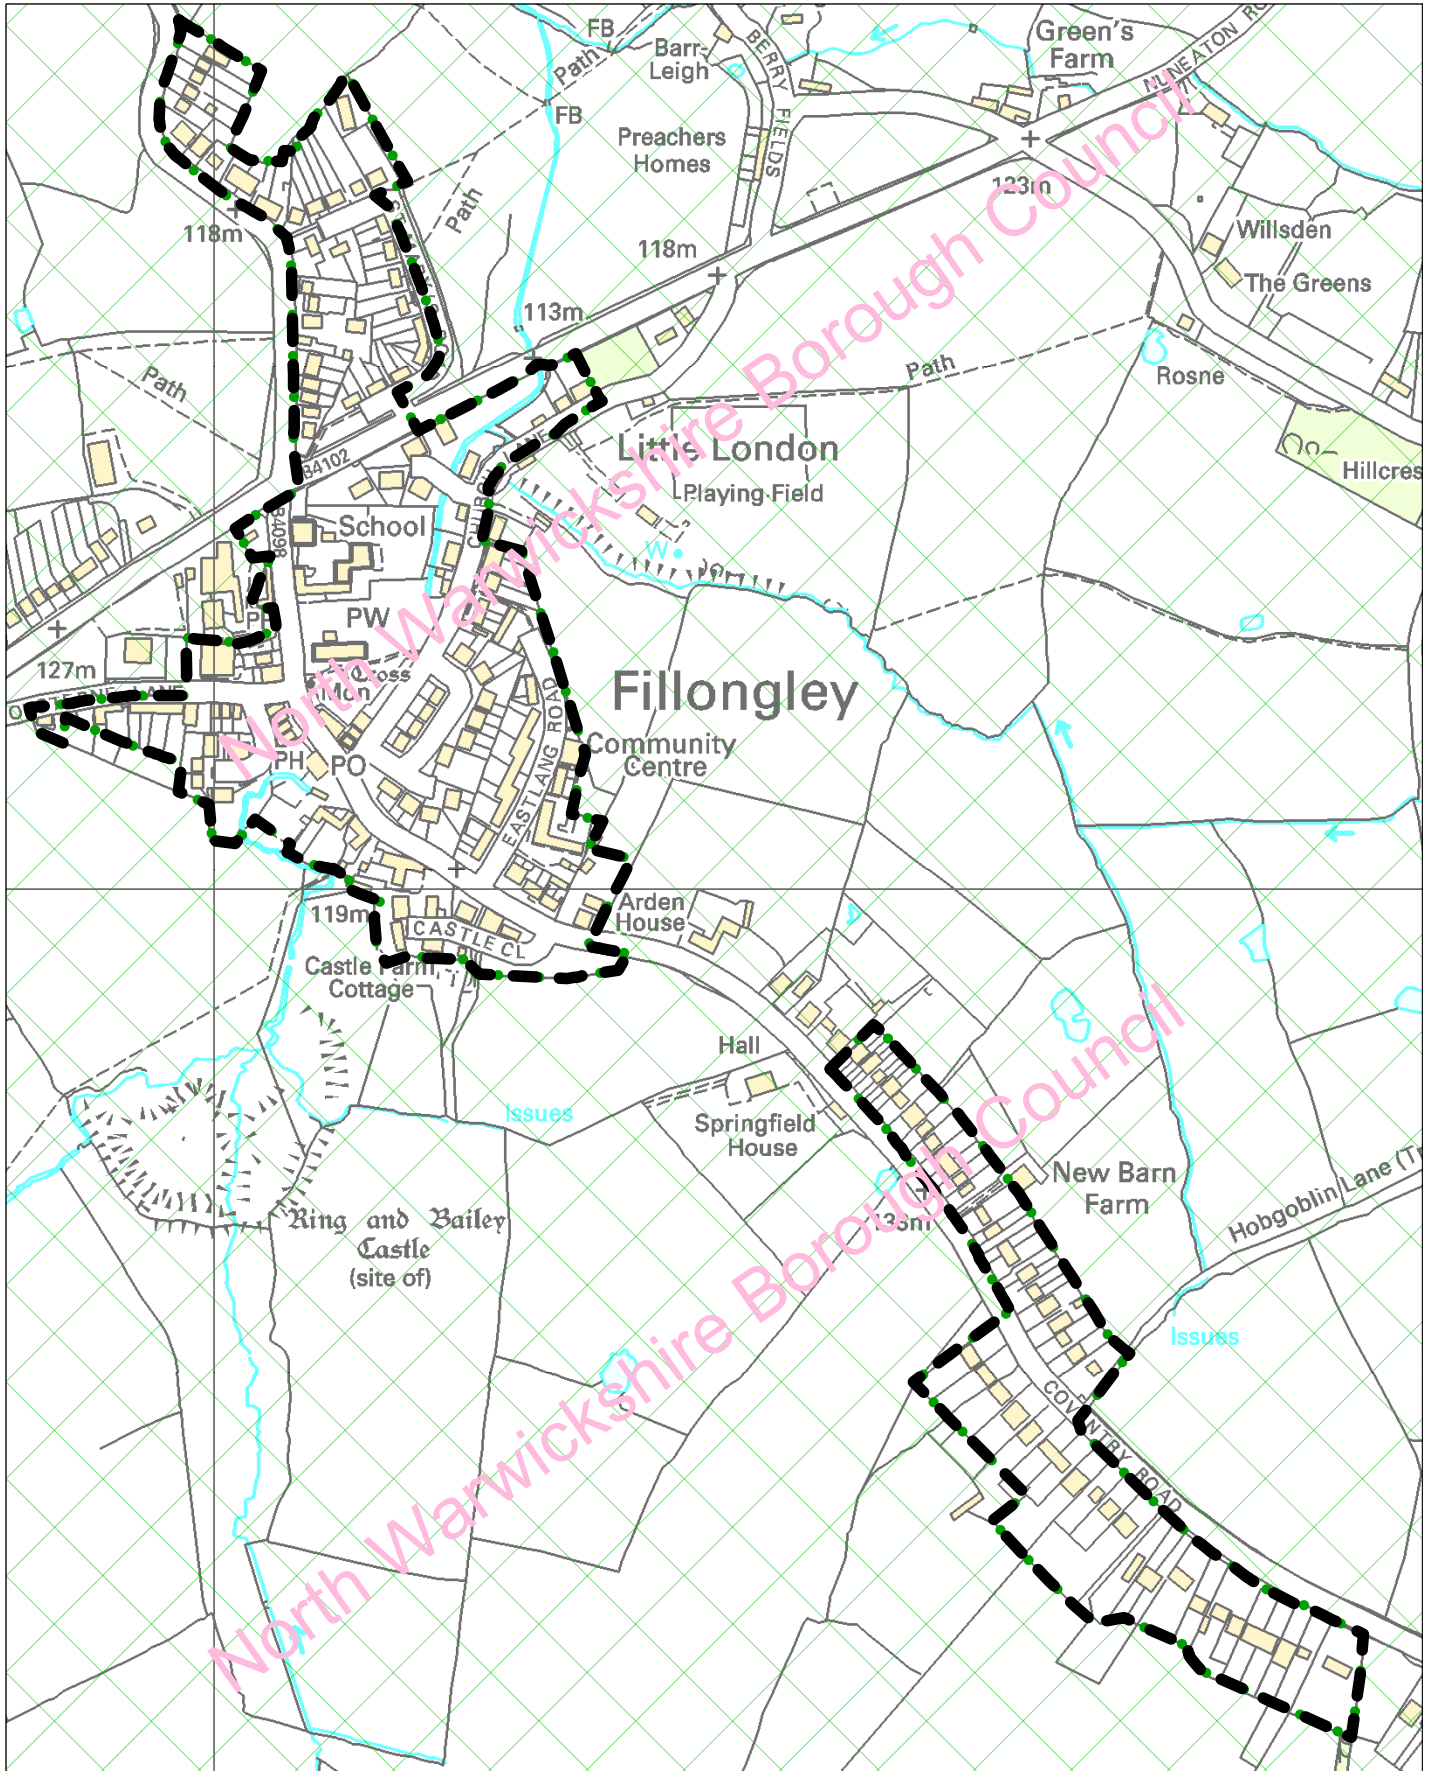 FB
Path
FB
Barr-
Leigh
BERRY
FIELDS
Green's
Farm
NUNEATON RO
Preachers
Homes
123m
118m
Path
118m
Willsden
The Greens
113m
Path
Path
Rosne
B4102
Little London
Playing Field
Hillcres
School
B4098
W
PW
127m
Cross
Mon
Fillongley
EASTLANG ROAD
Community
Centre
PH
PO
119m
Arden
House
CASTLE CL
Castle Farm
Cottage
Hall
Issues
Springfield
House
New Barn
Farm
Hobgoblin Lane (Tr
Ring and Bailey
Castle
(site of)
Issues
COVENTRY ROAD
North Warwickshire Borough Council
North Warwickshire Borough Council